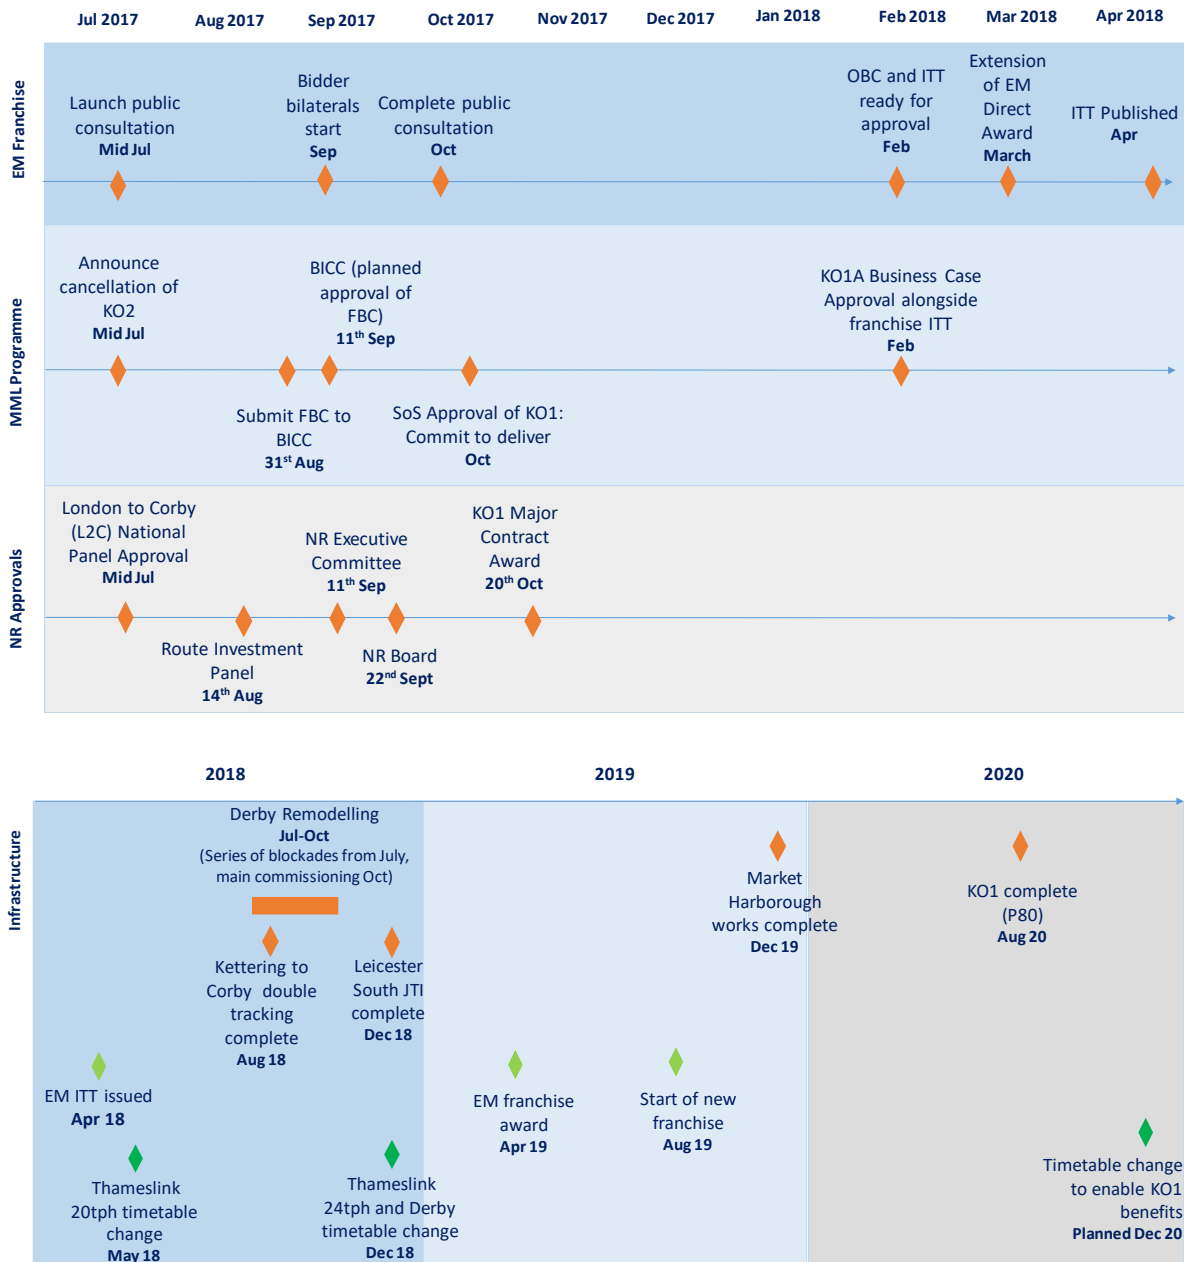 Jul 2017
Aug 2017
Sep 2017
Oct 2017
Nov 2017
Dec 2017
Jan 2018
Feb 2018
Mar 2018
Apr 2018
EM Franchise
Launch public
consultation
Mid Jul
Bidder
bilaterals
start
Sep
Complete public
consultation
Oct
OBC and ITT
ready for
approval
Feb
Extension
of EM
Direct
Award
March
ITT Published
Apr
MML Programme
Announce
cancellation of
KO2
Mid Jul
BICC (planned
approval of
FBC)
11th Sep
KO1A Business Case
Approval alongside
franchise ITT
Feb
Submit FBC to
BICC
31st Aug
SoS Approval of KO1:
Commit to deliver
Oct
NR Approvals
London to Corby
(L2C) National
Panel Approval
Mid Jul
NR Executive
Committee
11th Sep
KO1 Major
Contract
Award
20th Oct
Route Investment
Panel
14th Aug
NR Board
22nd Sept
2018
2019
2020
Infrastructure
Derby Remodelling
Jul-Oct
(Series of blockades from July,
main commissioning Oct)
Kettering to
Corby double
tracking
complete
Aug 18
Leicester
South JTI
complete
Dec 18
Market
Harborough
works complete
Dec 19
KO1 complete
(P80)
Aug 20
EM ITT issued
Apr 18
EM franchise
award
Apr 19
Start of new
franchise
Aug 19
Thameslink
20tph timetable
change
May 18
Thameslink
24tph and Derby
timetable change
Dec 18
Timetable change
to enable KO1
benefits
Planned Dec 20